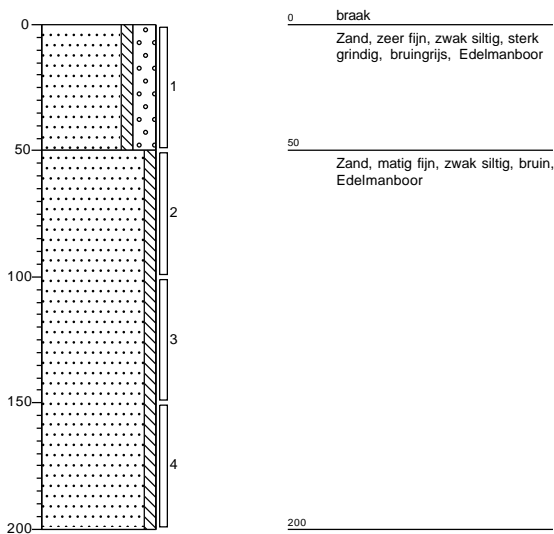 0
50
100
150
200
1
2
3
4
0
braak
Zand, zeer fijn, zwak siltig, sterk
grindig, bruingrijs, Edelmanboor
50
Zand, matig fijn, zwak siltig, bruin,
Edelmanboor
200